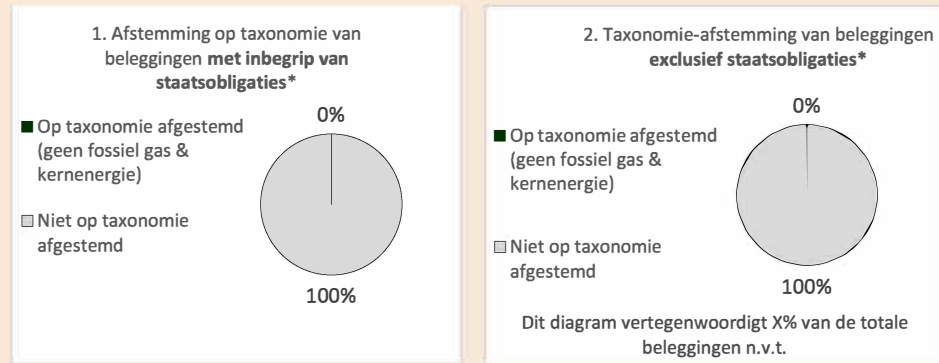 1. Afstemming op taxonomie van
beleggingen met inbegrip van
staatsobligaties*
0%
Op taxonomie afgestemd
(geen fossiel gas &
kernenergie)
Niet op taxonomie
afgestemd
100%
2. Taxonomie-afstemming van beleggingen
exclusief staatsobligaties*
0%
Op taxonomie afgestemd
(geen fossiel gas &
kernenergie)
Niet op taxonomie
afgestemd
100%
Dit diagram vertegenwoordigt X% van de totale
beleggingen n.v.t.